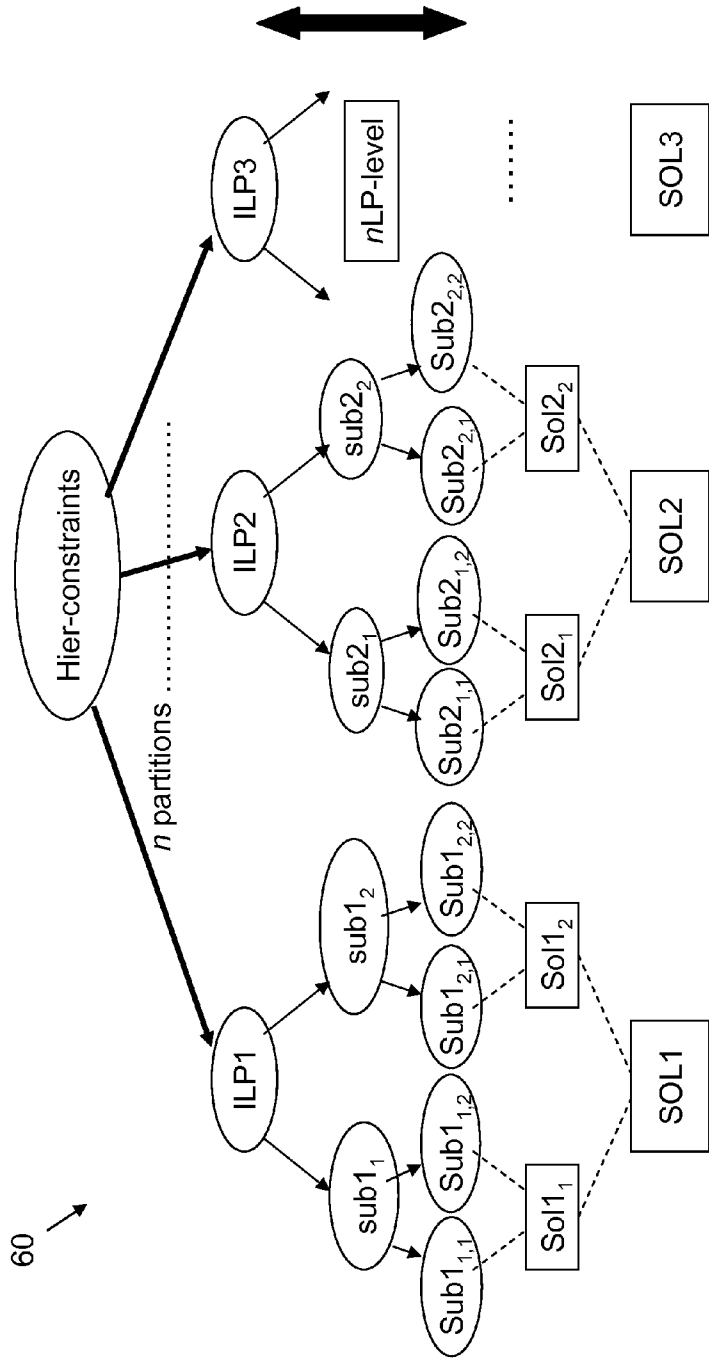 60
Hier-constraints
n partitions ...............
ILP1
ILP2
ILP3
sub1₁
sub1₂
sub2₁
sub2₂
nLP-level
Sub1₁,₁
Sub1₁,₂
Sub1₂,₁
Sub1₂,₂
Sub2₁,₁
Sub2₁,₂
Sub2₂,₁
Sub2₂,₂
......
Sol1₁
Sol1₂
Sol2₁
Sol2₂
SOL1
SOL2
SOL3